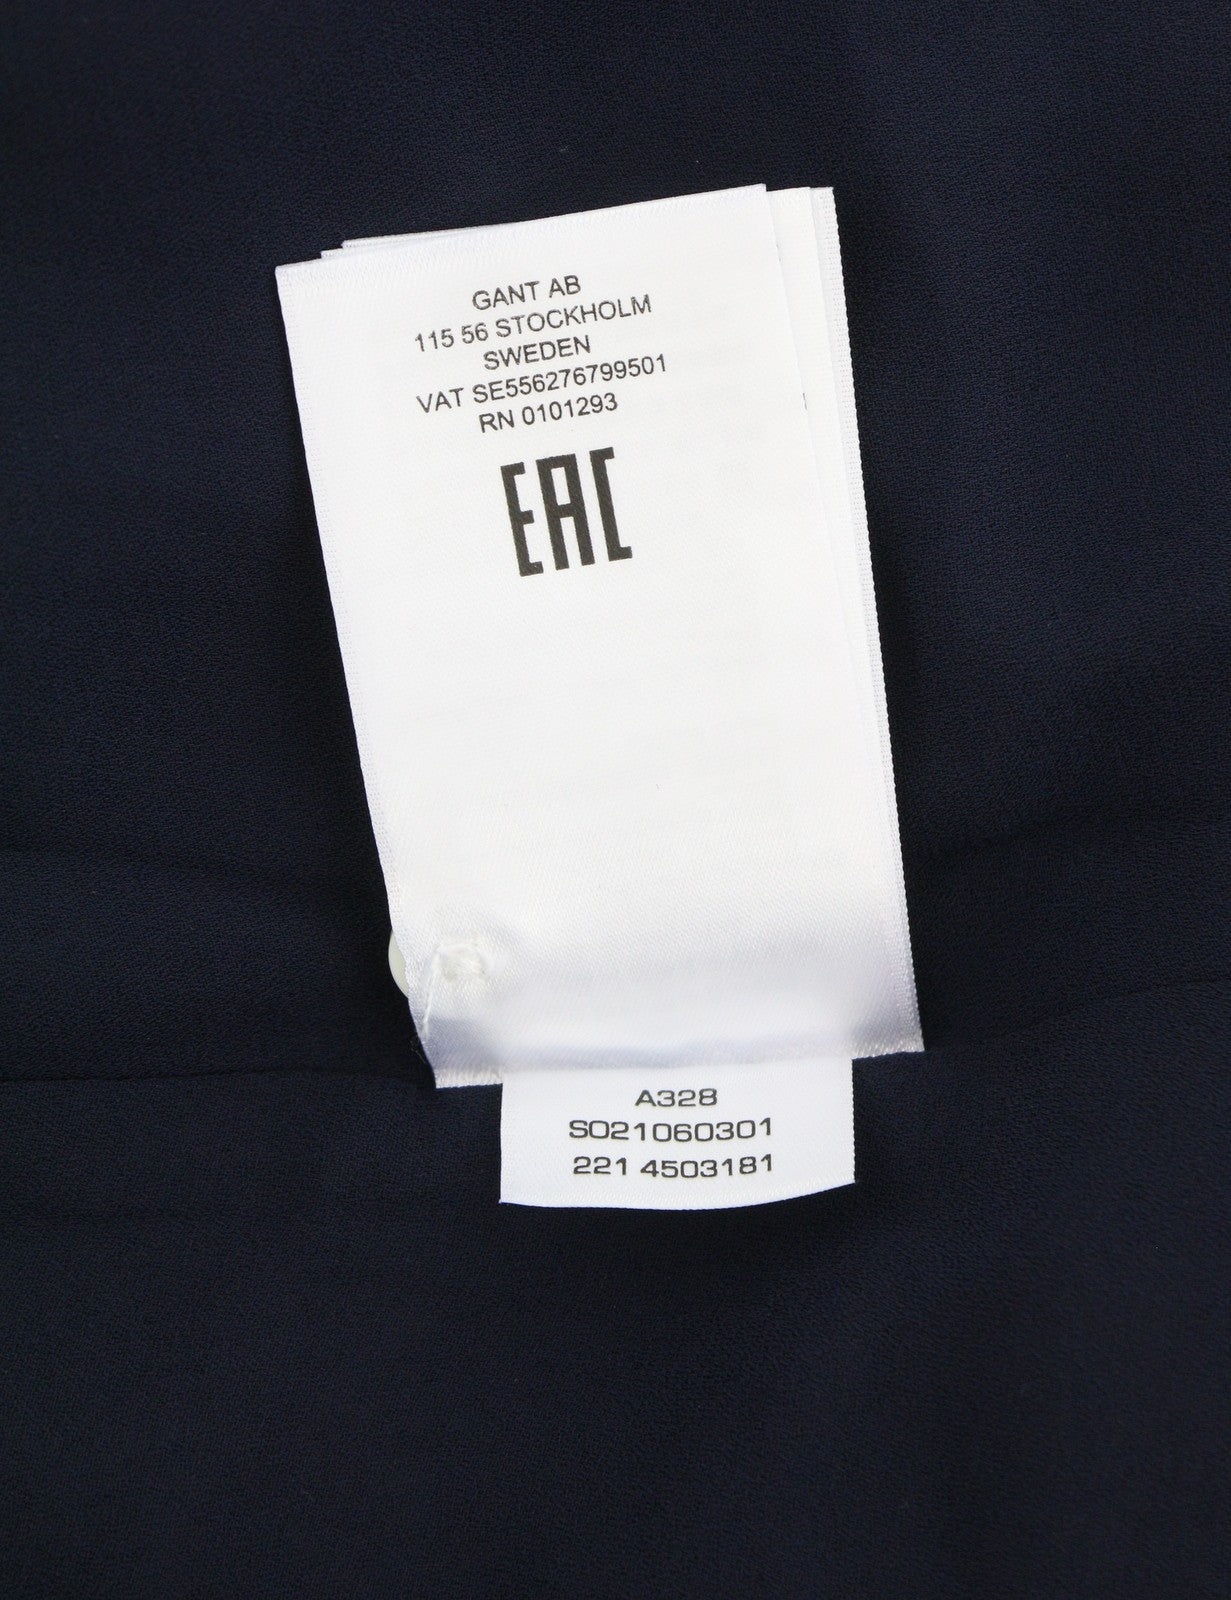 GANT AB
115 56 STOCKHOLM
SWEDEN
VAT SE556276799501
RN 0101293
EAC
A328
S021060301
221 4503181